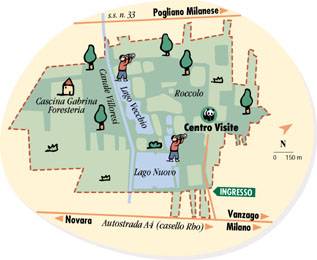 s.s. n. 33
Pogliano Milanese
Cascina Gabrina
Foresteria
Canale Villoresi
Lago Vecchio
Roccolo
Centro Visite
Lago Nuovo
N
0 150 m
INGRESSO
Novara
Autostrada A4 (casello Rho)
Vanzago
Milano